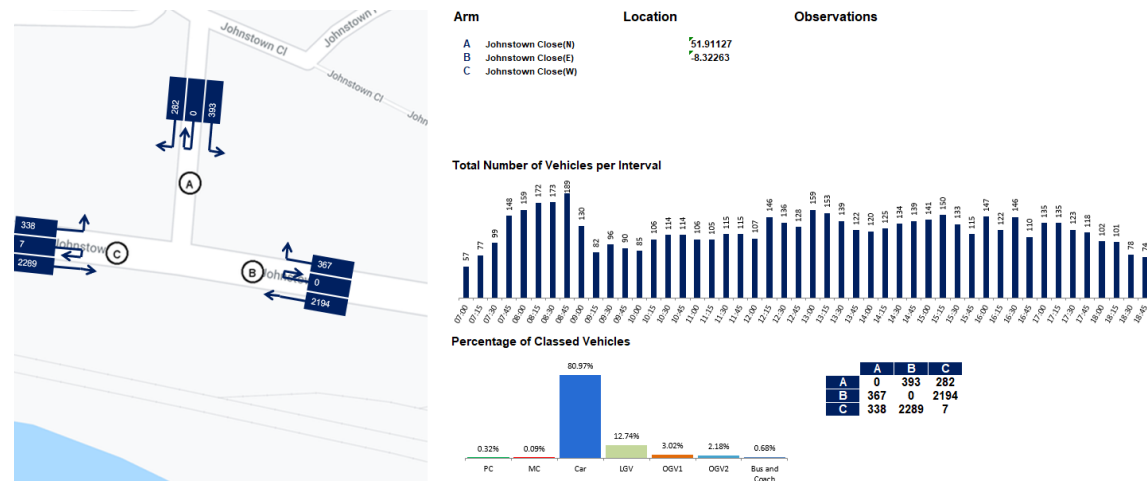 Johnstown Cl
Johnstown Cl
Johnstown Cl
John
282
0
393
A
338
7
2289
Johnstow
C
B
Johnstow
367
0
2194
Arm Location Observations
A Johnstown Close(N) 51.91127
B Johnstown Close(E) -8.32263
C Johnstown Close(W)
Total Number of Vehicles per Interval
57 77 99 148 159 172 173 189 130 82 96 90 85 106 114 114 106 105 115 115 107 146 136 128 159 153 139 122 120 125 134 139 141 150 133 115 147 122 146 110 135 135 123 118 102 101 78 74
07:00 07:15 07:30 07:45 08:00 08:15 08:30 08:45 09:00 09:15 09:30 09:45 10:00 10:15 10:30 10:45 11:00 11:15 11:30 11:45 12:00 12:15 12:30 12:45 13:00 13:15 13:30 13:45 14:00 14:15 14:30 14:45 15:00 15:15 15:30 15:45 16:00 16:15 16:30 16:45 17:00 17:15 17:30 17:45 18:00 18:15 18:30 18:45
Percentage of Classed Vehicles
0.32% 0.09% 80.97% 12.74% 3.02% 2.18% 0.68%
PC MC Car LGV OGV1 OGV2 Bus and
Coach
A B C
A 0 393 282
B 367 0 2194
C 338 2289 7